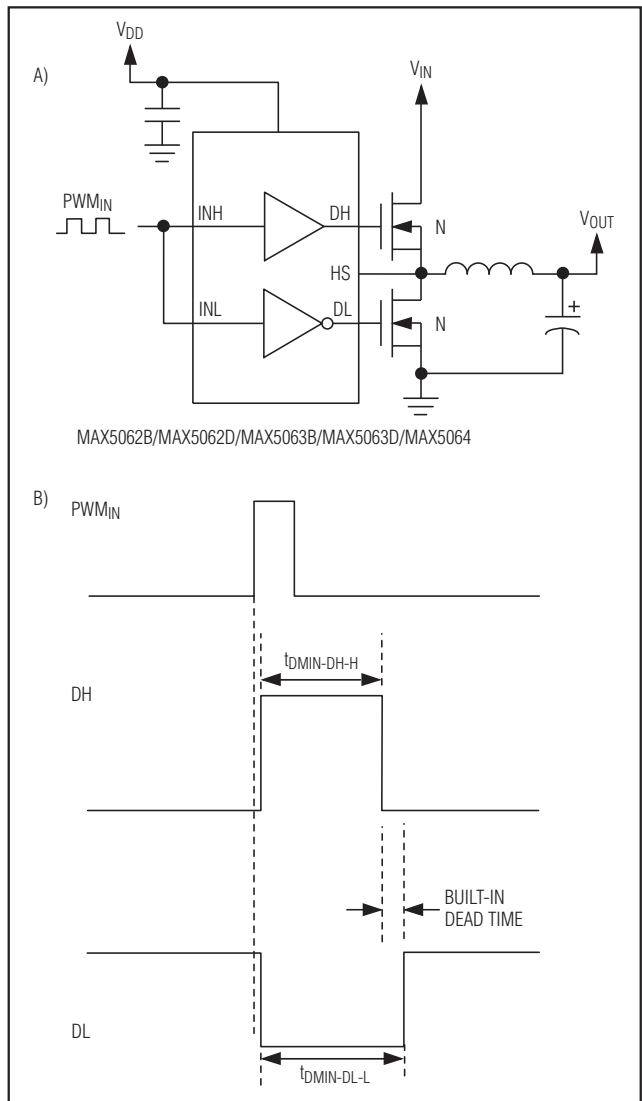 A)
VDD
VIN
PWMIN
INH
DH
N
VOUT
HS
INL
DL
N
+
MAX5062B/MAX5062D/MAX5063B/MAX5063D/MAX5064
B)
PWMIN
tDMIN-DH-H
DH
BUILT-IN
DEAD TIME
DL
tDMIN-DL-L